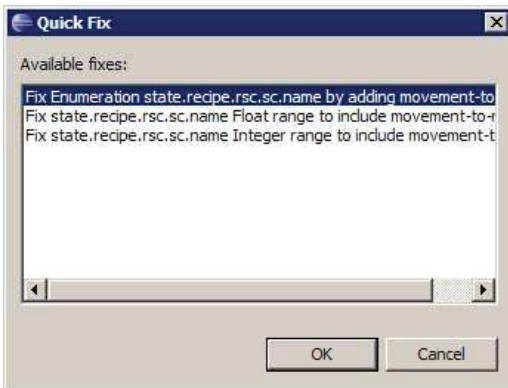 Quick Fix
Available fixes:
Fix Enumeration state.recipe.rsc.sc.name by adding movement-to
Fix state.recipe.rsc.sc.name Float range to include movement-to-r
Fix state.recipe.rsc.sc.name Integer range to include movement-t
OK
Cancel